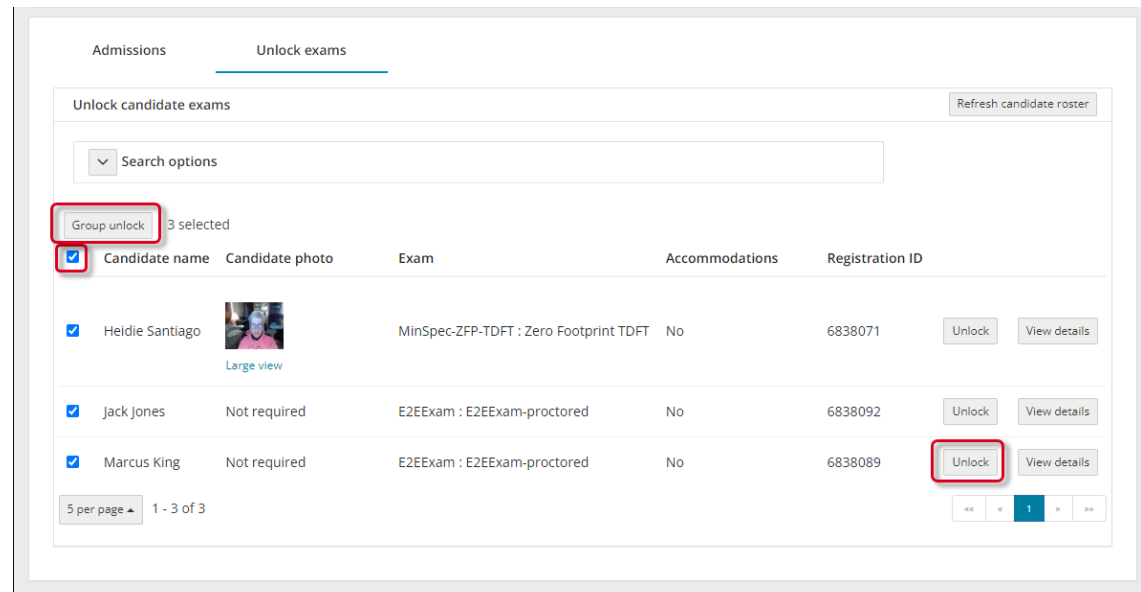 Admissions Unlock exams
Unlock candidate exams Refresh candidate roster
Search options
Group unlock 3 selected
Candidate name Candidate photo Exam Accommodations Registration ID
Heidie Santiago MinSpec-ZFP-TDFT : Zero Footprint TDFT No 6838071 Unlock View details
Large view
Jack Jones Not required E2EExam : E2EExam-proctored No 6838092 Unlock View details
Marcus King Not required E2EExam : E2EExam-proctored No 6838089 Unlock View details
5 per page 1 - 3 of 3 «« « 1 » »»